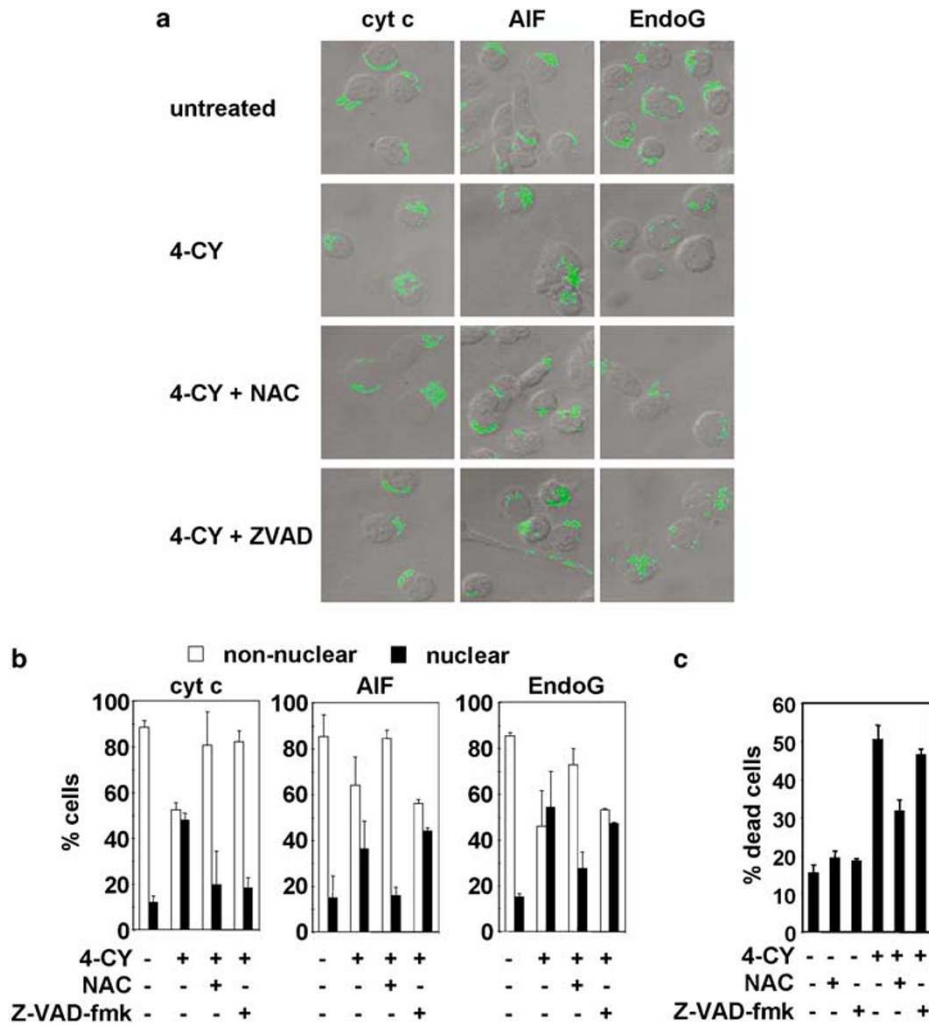 a
cyt c AIF EndoG
untreated
4-CY
4-CY + NAC
4-CY + ZVAD
b
non-nuclear nuclear
cyt c AIF EndoG
% cells
100 100 100
80 80 80
60 60 60
40 40 40
20 20 20
0 0 0
4-CY - + + + - + + + - + + +
NAC - - + - - - + - - - + -
Z-VAD-fmk - - - + - - - + - - - +
c
% dead cells
60
50
40
30
20
10
0
4-CY - - - + + +
NAC - + - - + -
Z-VAD-fmk - - + - - +